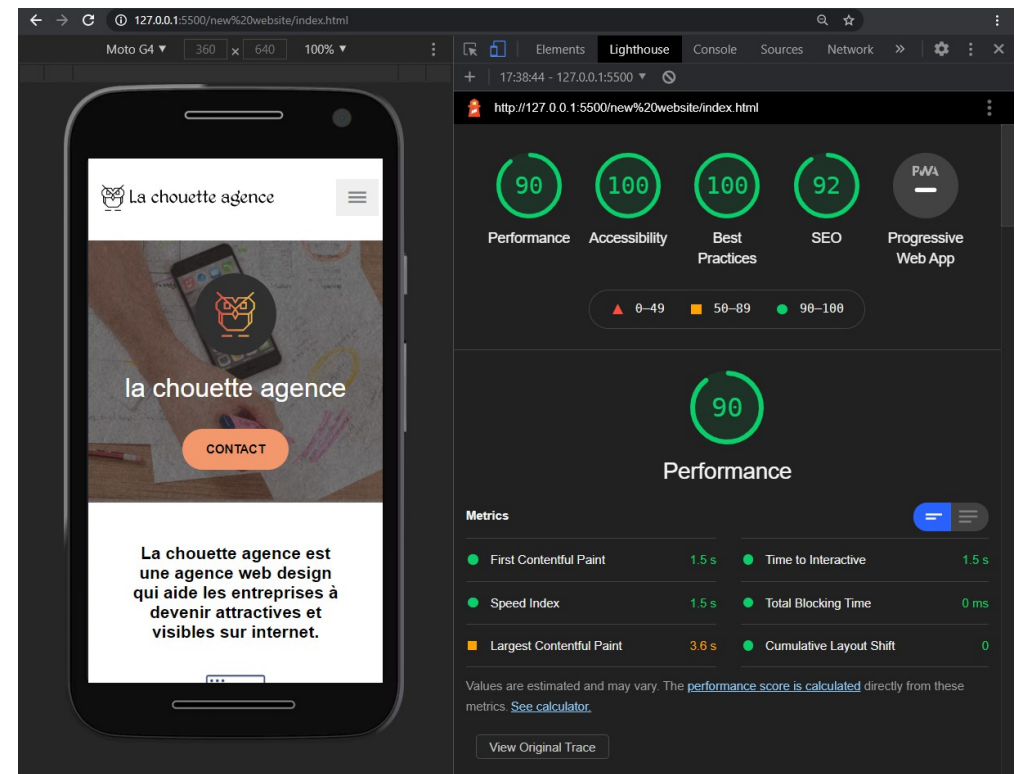 127.0.0.1:5500/new%20website/index.html
Moto G4 ▼ 360 x 640 100% ▼
Elements Lighthouse Console Sources Network »
17:38:44 - 127.0.0.1:5500 ▼
http://127.0.0.1:5500/new%20website/index.html
La chouette agence
la chouette agence
CONTACT
La chouette agence est
une agence web design
qui aide les entreprises à
devenir attractives et
visibles sur internet.
90 100 100 92 PWA
Performance Accessibility Best Practices SEO Progressive Web App
0–49 50–89 90–100
90
Performance
Metrics
First Contentful Paint 1.5 s Time to Interactive 1.5 s
Speed Index 1.5 s Total Blocking Time 0 ms
Largest Contentful Paint 3.6 s Cumulative Layout Shift 0
Values are estimated and may vary. The performance score is calculated directly from these
metrics. See calculator.
View Original Trace